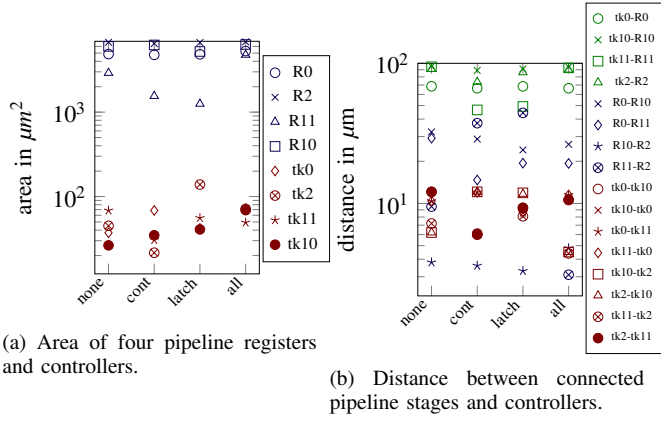 area in μm²
10³
10²
none
cont
latch
all
R0
R2
R11
R10
tk0
tk2
tk11
tk10
(a) Area of four pipeline registers
and controllers.
distance in μm
10²
10¹
none
cont
latch
all
tk0-R0
tk10-R10
tk11-R11
tk2-R2
R0-R10
R0-R11
R10-R2
R11-R2
tk0-tk10
tk10-tk0
tk0-tk11
tk11-tk0
tk10-tk2
tk2-tk10
tk11-tk2
tk2-tk11
(b) Distance between connected
pipeline stages and controllers.